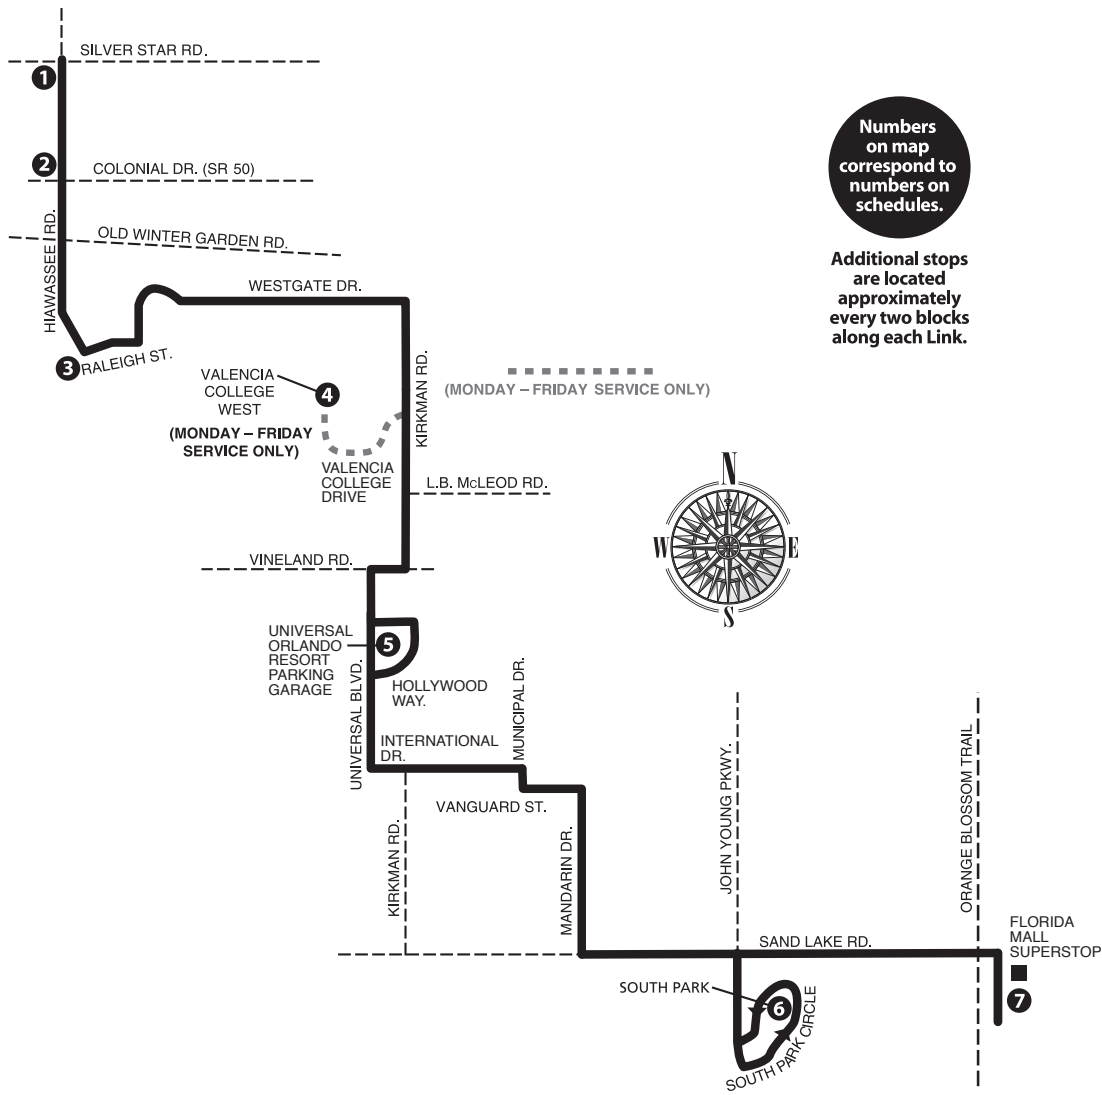 SILVER STAR RD.
1
2
COLONIAL DR. (SR 50)
HIAWASSEE RD.
OLD WINTER GARDEN RD.
WESTGATE DR.
3
RALEIGH ST.
VALENCIA
COLLEGE
WEST
4
(MONDAY – FRIDAY
SERVICE ONLY)
KIRKMAN RD.
(MONDAY – FRIDAY SERVICE ONLY)
VALENCIA
COLLEGE
DRIVE
L.B. McLEOD RD.
Numbers
on map
correspond to
numbers on
schedules.
Additional stops
are located
approximately
every two blocks
along each Link.
N
W
E
S
VINELAND RD.
UNIVERSAL
ORLANDO
RESORT
PARKING
GARAGE
5
HOLLYWOOD
WAY.
UNIVERSAL BLVD.
INTERNATIONAL
DR.
MUNICIPAL DR.
VANGUARD ST.
KIRKMAN RD.
MANDARIN DR.
JOHN YOUNG PKWY.
ORANGE BLOSSOM TRAIL
SAND LAKE RD.
FLORIDA
MALL
SUPERSTOP
7
SOUTH PARK
6
SOUTH PARK CIRCLE